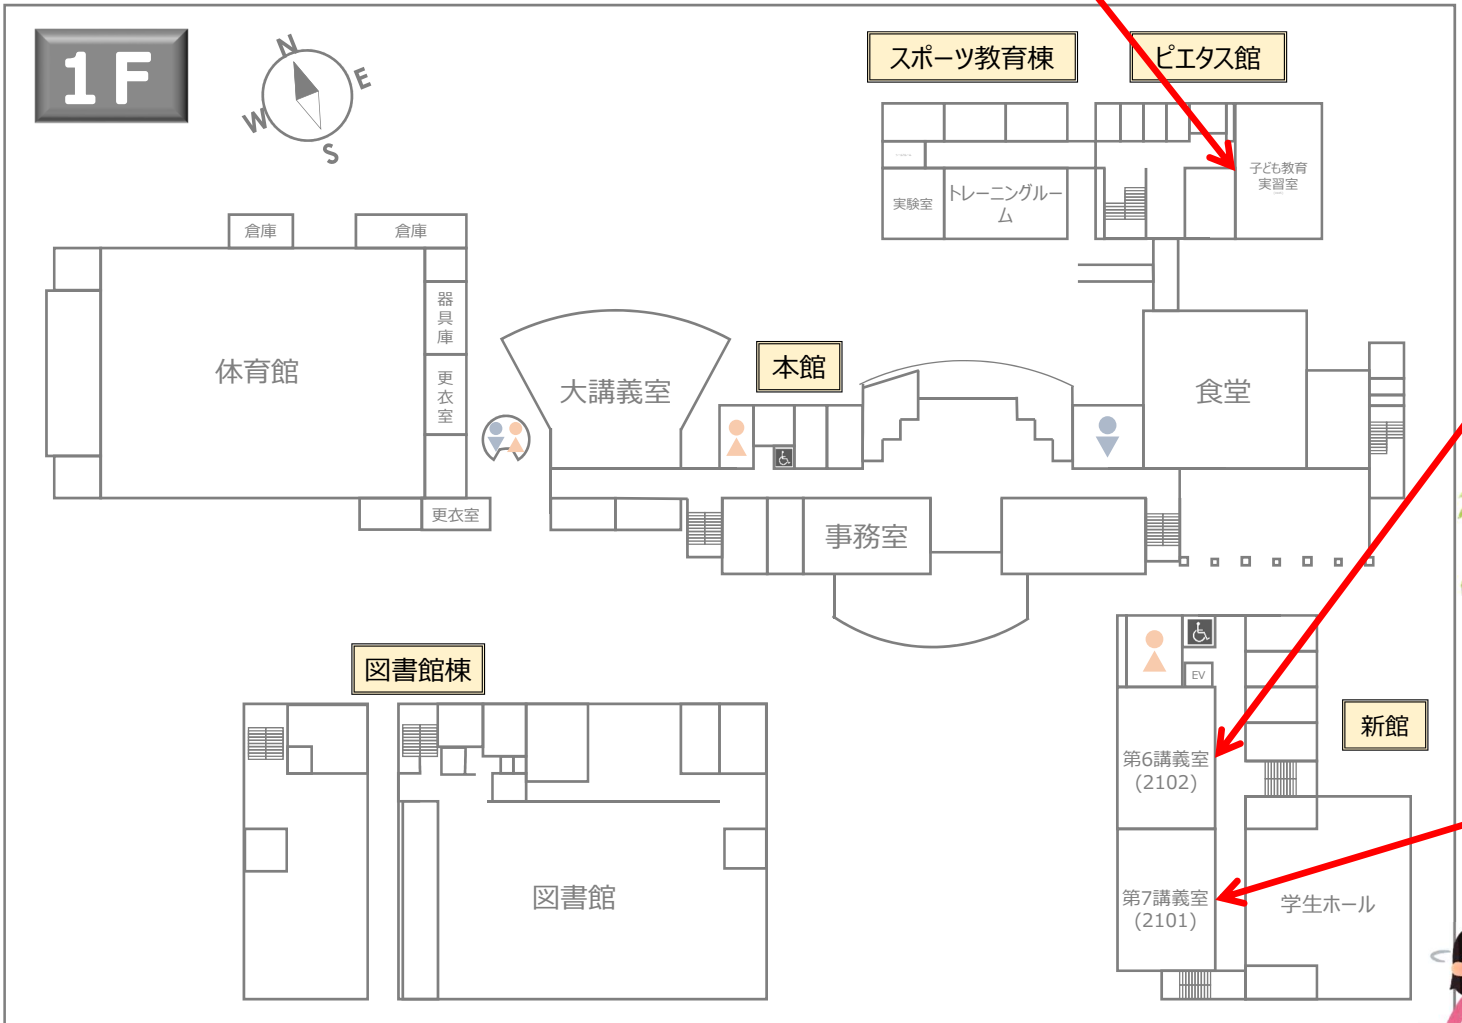 1F
N
E
W
S
スポーツ教育棟
ピエタス館
子ども教育
実習室
実験室
トレーニングルー
ム
倉庫
倉庫
器具庫
体育館
更衣室
更衣室
大講義室
本館
食堂
事務室
図書館棟
EV
新館
第6講義室
(2102)
第7講義室
(2101)
学生ホール
図書館